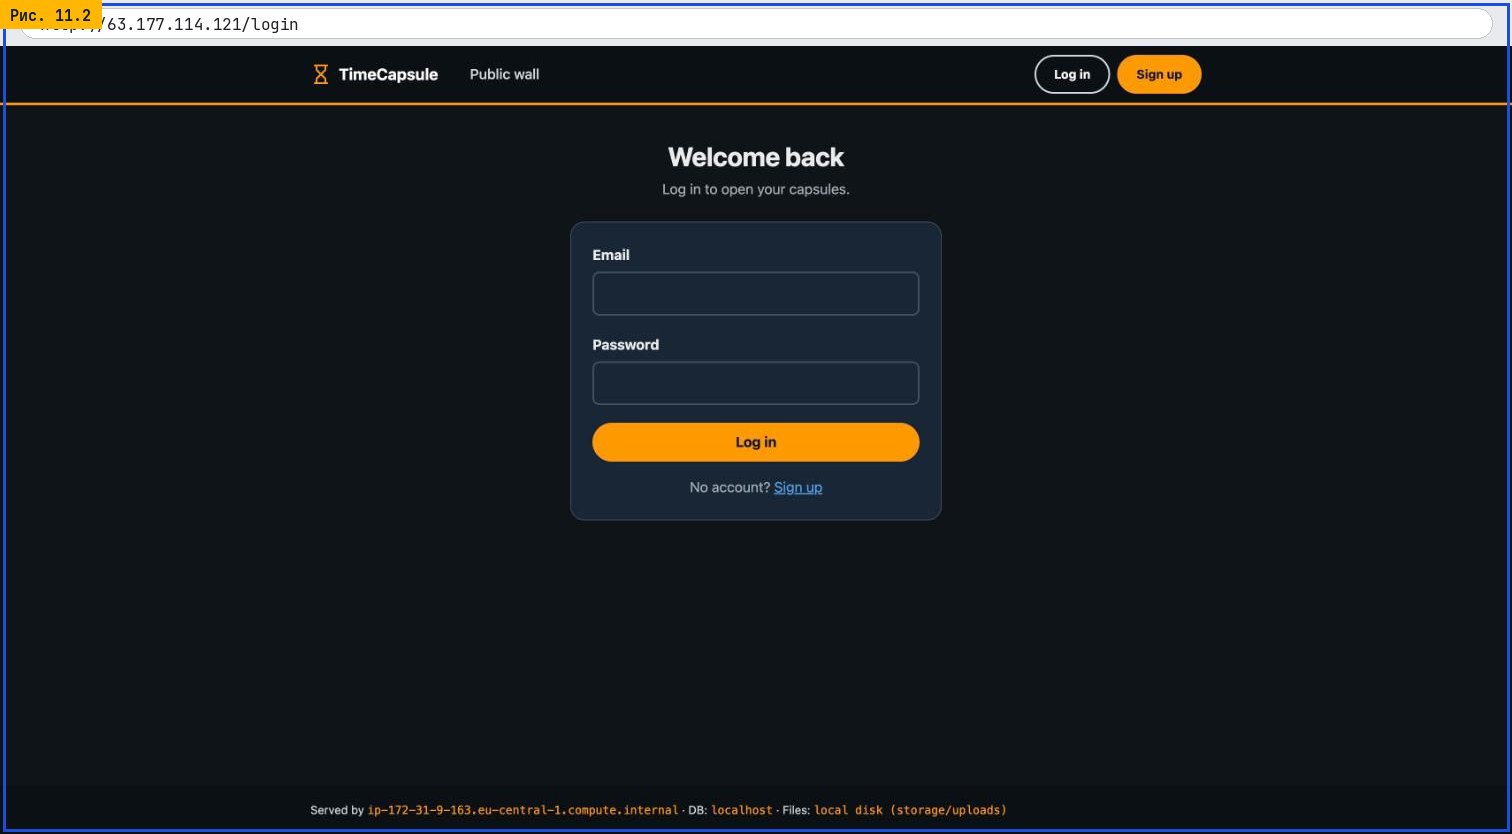 Рис. 11.2
//63.177.114.121/login
TimeCapsule
Public wall
Log in
Sign up
Welcome back
Log in to open your capsules.
Email
Password
Log in
No account? Sign up
Served by ip-172-31-9-163.eu-central-1.compute.internal · DB: localhost · Files: local disk (storage/uploads)